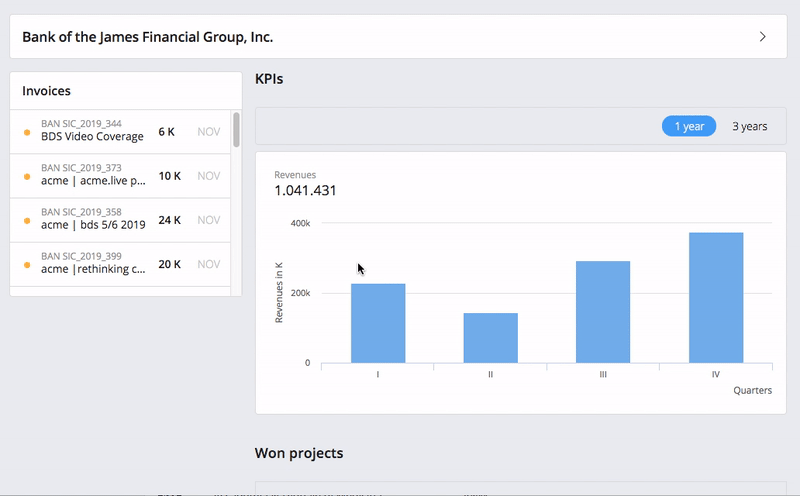 Bank of the James Financial Group, Inc.
Invoices
BAN SIC_2019_344
BDS Video Coverage
6 K
NOV
BAN SIC_2019_373
acme | acme.live p...
10 K
NOV
BAN SIC_2019_358
acme | bds 5/6 2019
24 K
NOV
BAN SIC_2019_399
acme |rethinking c...
20 K
NOV
KPIs
1 year
3 years
Revenues
1.041.431
400k
200k
0
Revenues in K
I
II
III
IV
Quarters
Won projects